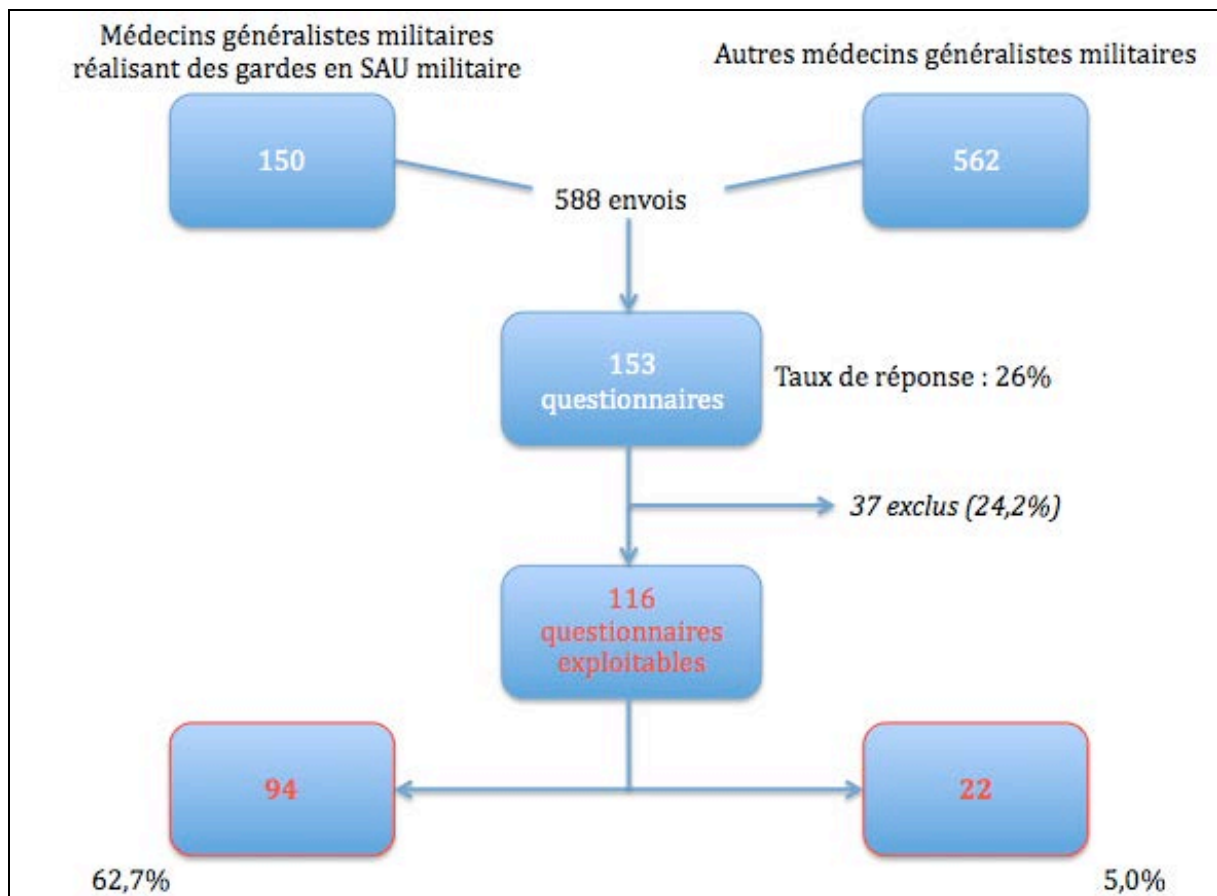 Médecins généralistes militaires
réalisant des gardes en SAU militaire
Autres médecins généralistes militaires
150
562
588 envois
153
questionnaires
Taux de réponse : 26%
37 exclus (24,2%)
116
questionnaires
exploitables
94
22
62,7%
5,0%